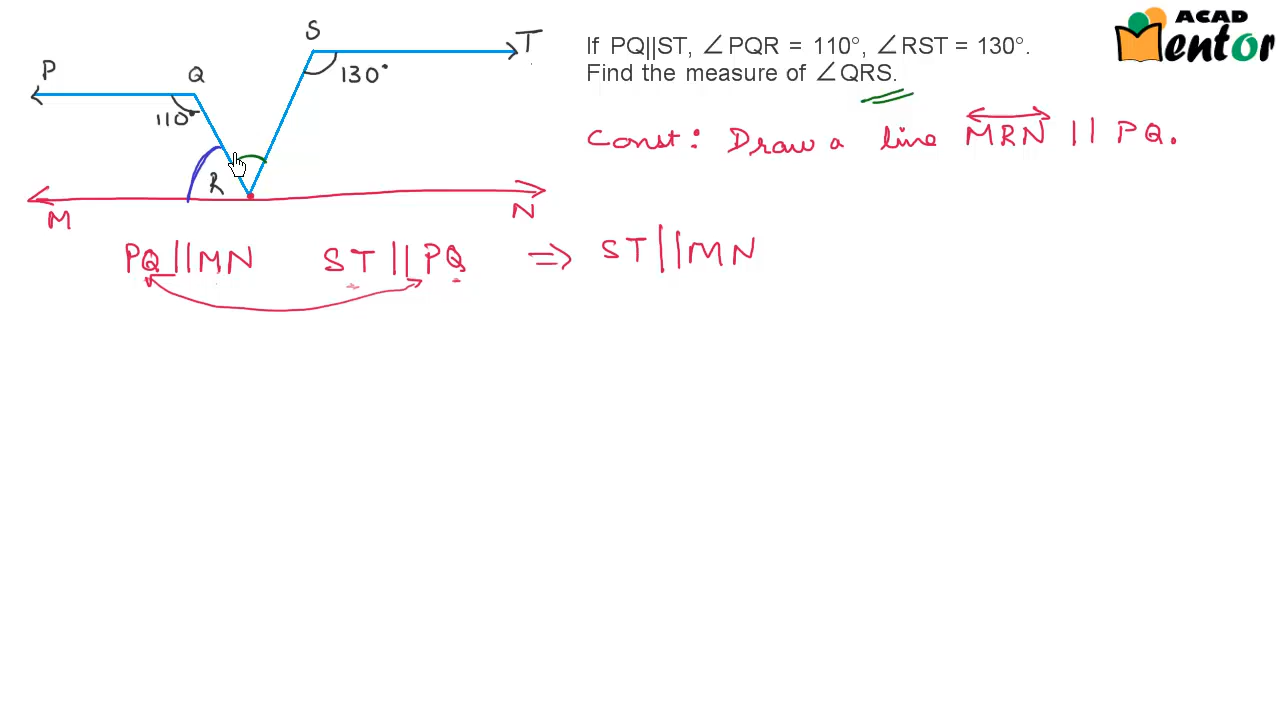 S
T
130°
P
Q
110°
R
M
N
If PQ||ST, ∠PQR = 110°, ∠RST = 130°.
Find the measure of ∠QRS.
ACAD
Mentor
Const: Draw a line MRN || PQ.
PQ||MN ST||PQ ⇒ ST||MN